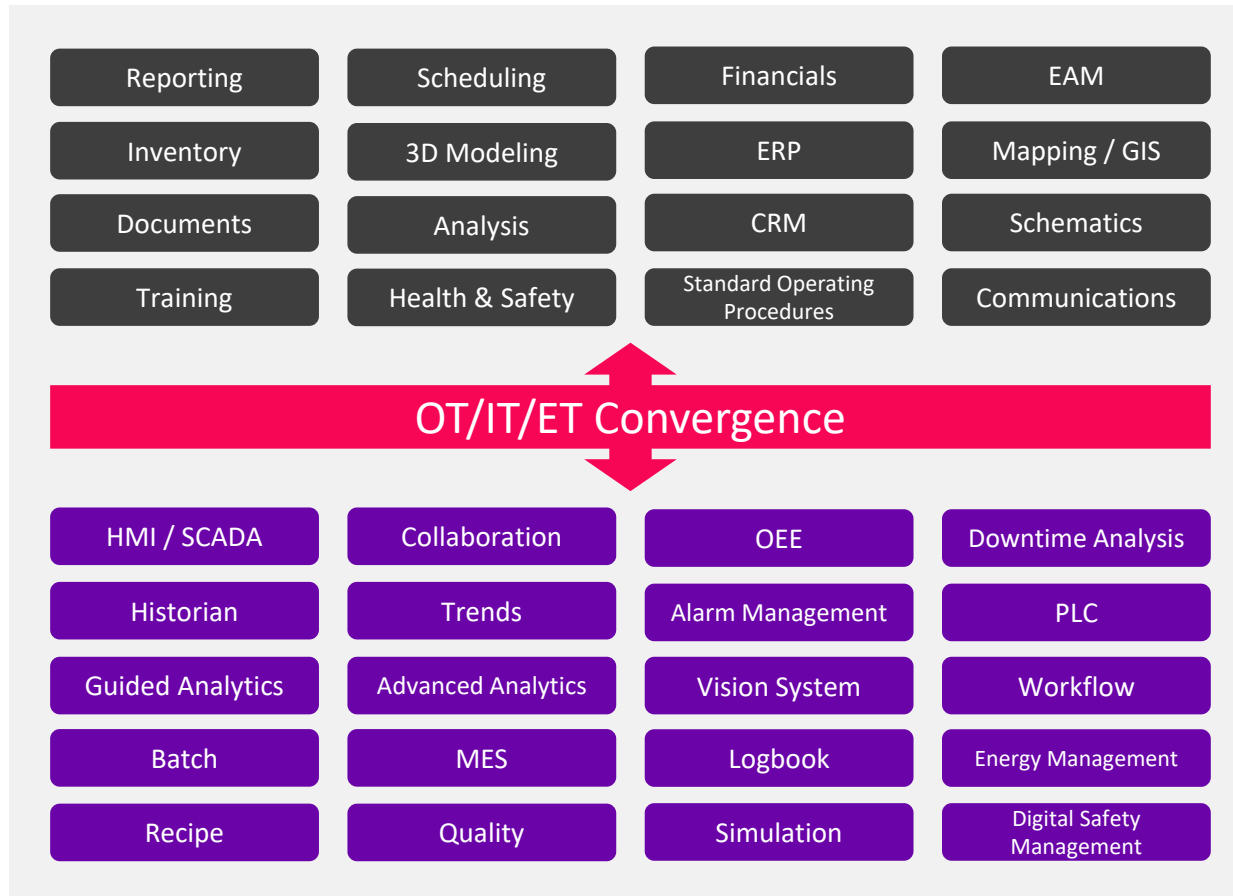 Reporting
Scheduling
Financials
EAM
Inventory
3D Modeling
ERP
Mapping / GIS
Documents
Analysis
CRM
Schematics
Training
Health & Safety
Standard Operating
Procedures
Communications
OT/IT/ET Convergence
HMI / SCADA
Collaboration
OEE
Downtime Analysis
Historian
Trends
Alarm Management
PLC
Guided Analytics
Advanced Analytics
Vision System
Workflow
Batch
MES
Logbook
Energy Management
Recipe
Quality
Simulation
Digital Safety
Management